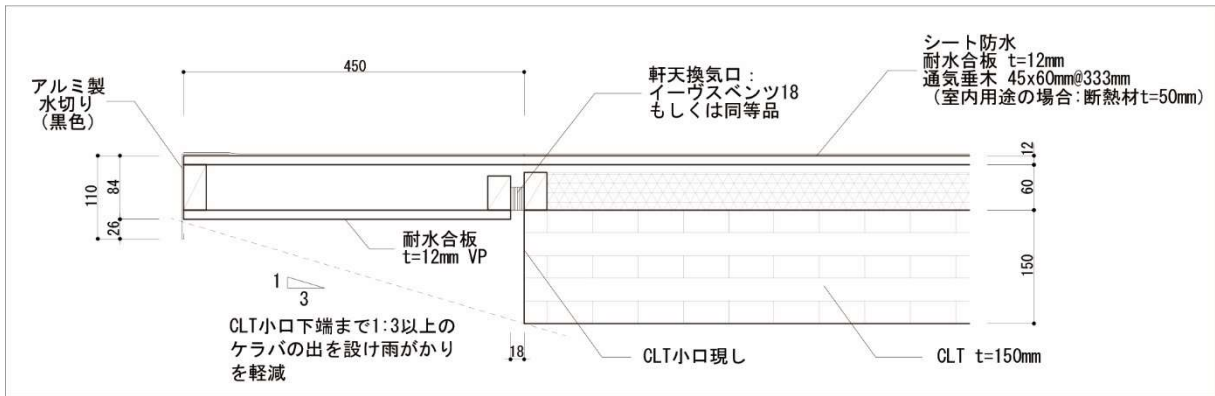 シート防水
耐水合板 t=12mm
通気垂木 45x60mm@333mm
（室内用途の場合：断熱材t=50mm）
450
軒天換気口：
イーヴスベンツ18
もしくは同等品
アルミ製
水切り
（黒色）
12
60
150
110
84
26
耐水合板
t=12mm VP
1
3
CLT小口下端まで1:3以上の
ケラバの出を設け雨がかり
を軽減
18
CLT小口現し
CLT t=150mm